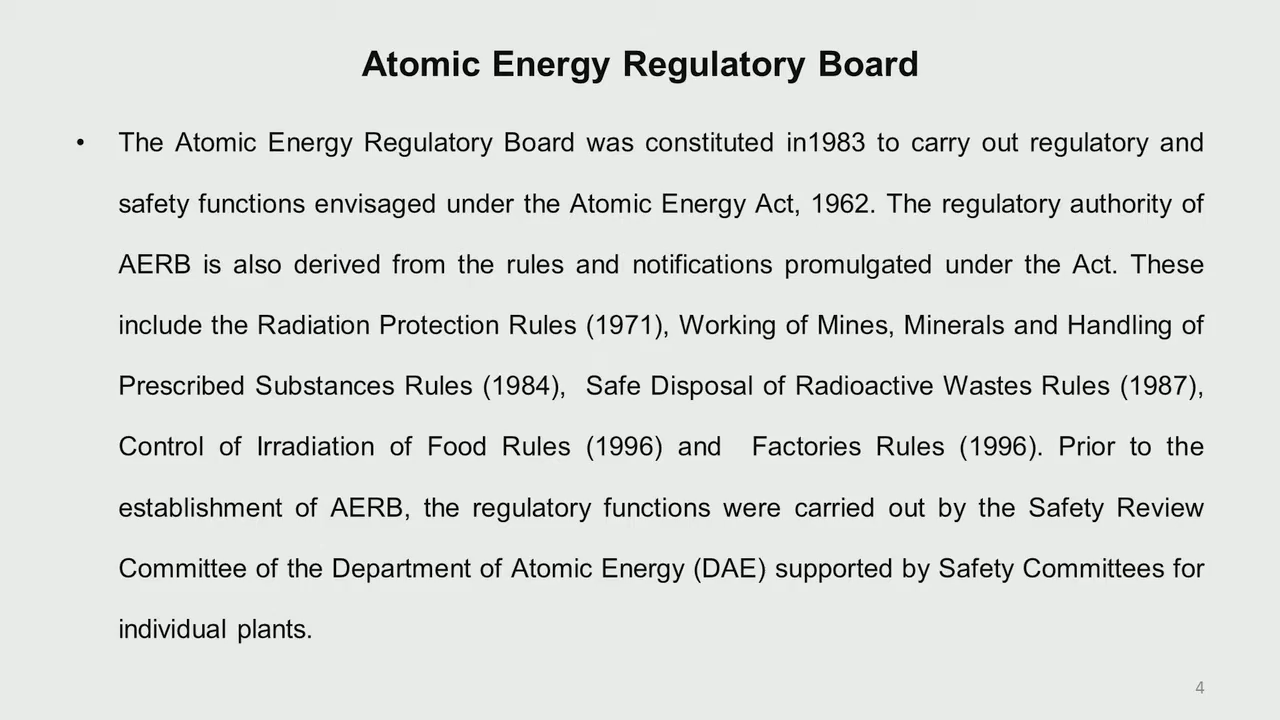 Atomic Energy Regulatory Board
• The Atomic Energy Regulatory Board was constituted in1983 to carry out regulatory and
safety functions envisaged under the Atomic Energy Act, 1962. The regulatory authority of
AERB is also derived from the rules and notifications promulgated under the Act. These
include the Radiation Protection Rules (1971), Working of Mines, Minerals and Handling of
Prescribed Substances Rules (1984), Safe Disposal of Radioactive Wastes Rules (1987),
Control of Irradiation of Food Rules (1996) and Factories Rules (1996). Prior to the
establishment of AERB, the regulatory functions were carried out by the Safety Review
Committee of the Department of Atomic Energy (DAE) supported by Safety Committees for
individual plants.
4